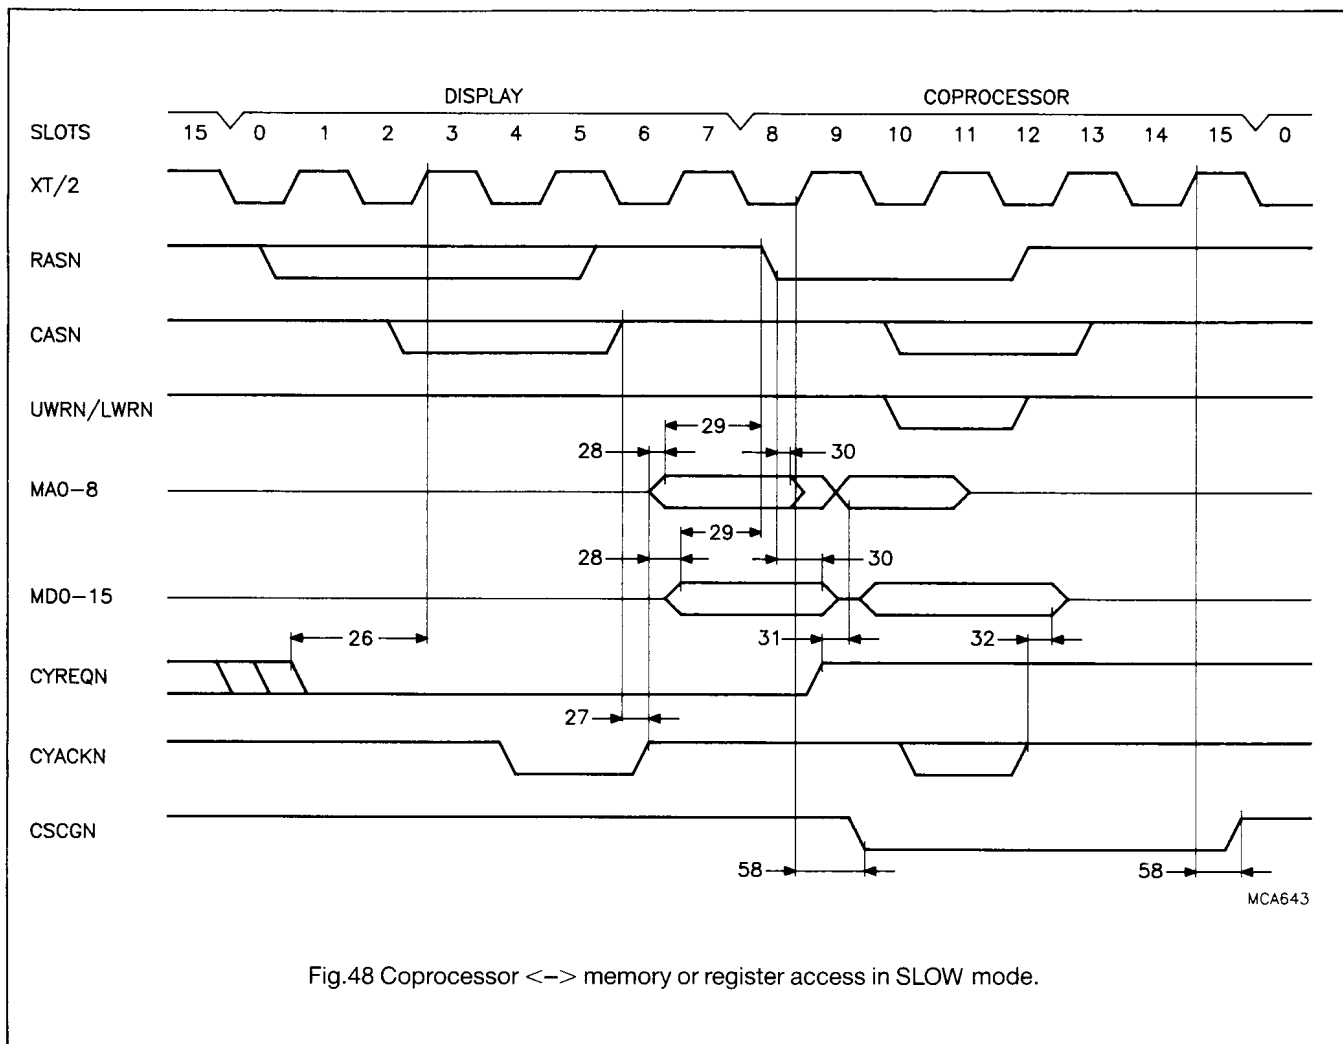 DISPLAY COPROCESSOR
SLOTS 15 0 1 2 3 4 5 6 7 8 9 10 11 12 13 14 15 0
XT/2
RASN
CASN
UWRN/LWRN
29
28 30
MA0-8
29
28 30
MD0-15
26 31 32
CYREQN
27
CYACKN
CSCGN
58 58
MCA643
Fig.48 Coprocessor <-> memory or register access in SLOW mode.